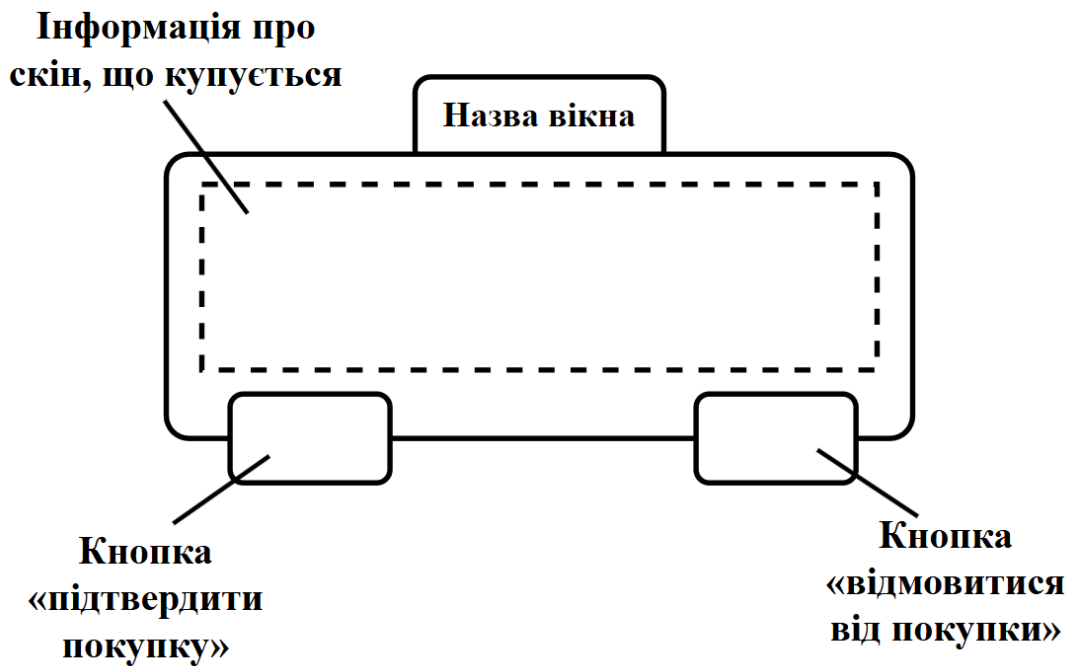 Інформація про
скін, що купується
Назва вікна
Кнопка
«підтвердити
покупку»
Кнопка
«відмовитися
від покупки»